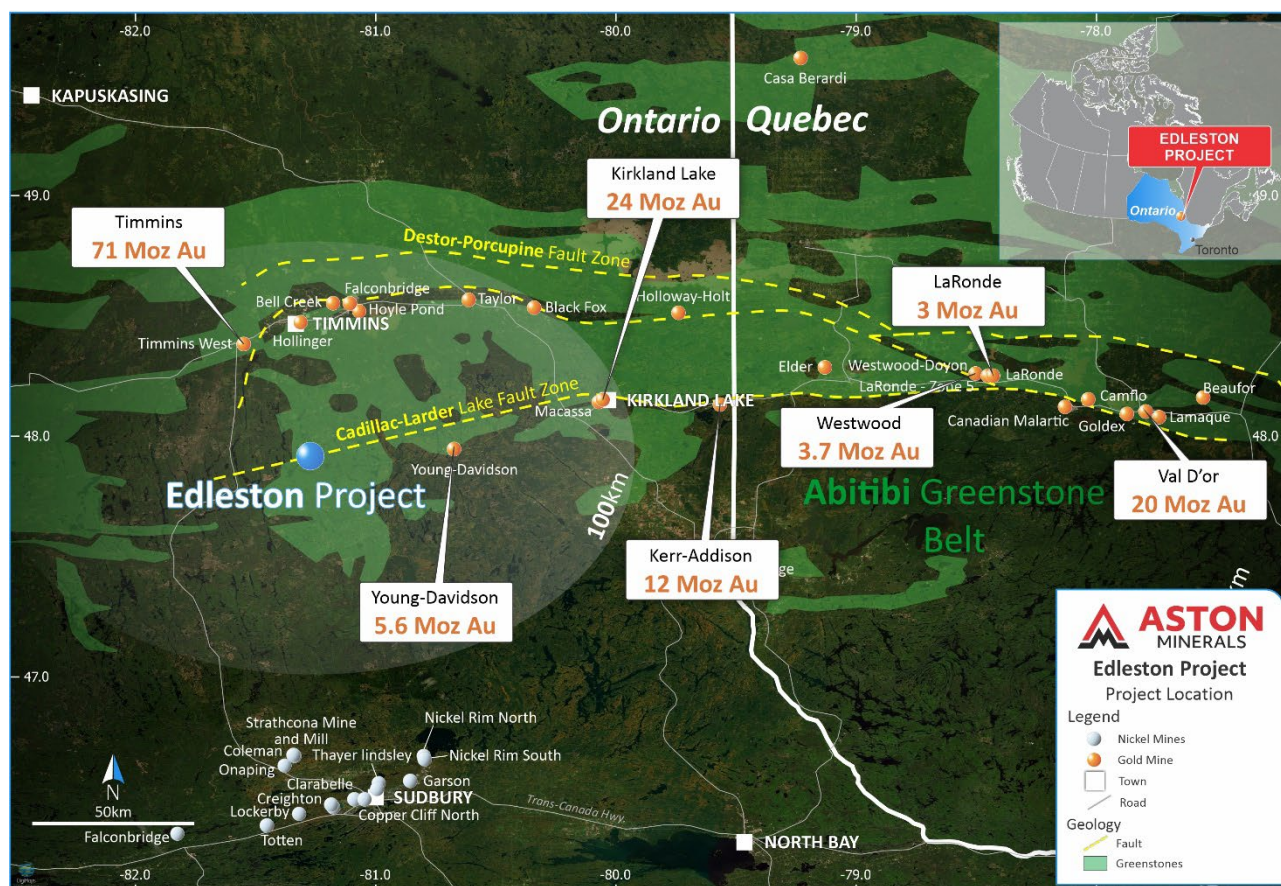 -82.0
-81.0
-80.0
-79.0
-78.0
KAPUSKASING
Casa Berardi
Ontario
Quebec
EDLESTON
PROJECT
Ontario
Toronto
49.0
49.0
Kirkland Lake
24 Moz Au
Timmins
71 Moz Au
Destor-Porcupine Fault Zone
LaRonde
3 Moz Au
Bell Creek
Falconbridge
Hoyle Pond
Taylor
Black Fox
Holloway-Holt
TIMMINS
Hollinger
Timmins West
Elder
Westwood-Doyon
LaRonde - Zone 5
LaRonde
Beaufor
Cadillac-Larder Lake Fault Zone
Macassa
KIRKLAND LAKE
Camflo
Canadian Malartic
Goldex
Lamaque
Westwood
3.7 Moz Au
48.0
48.0
Young-Davidson
Edleston Project
100km
Val D'or
20 Moz Au
Abitibi Greenstone
Belt
Kerr-Addison
12 Moz Au
Young-Davidson
5.6 Moz Au
47.0
ASTON
MINERALS
Edleston Project
Project Location
Legend
Nickel Mines
Gold Mine
Town
Road
Geology
Fault
Greenstones
Strathcona Mine
and Mill
Nickel Rim North
Coleman
Thayer lindsley
Nickel Rim South
Onaping
Clarabelle
Garson
Creighton
SUDBURY
Lockerby
Copper Cliff North
Trans-Canada Hwy.
N
50km
Falconbridge
Totten
NORTH BAY